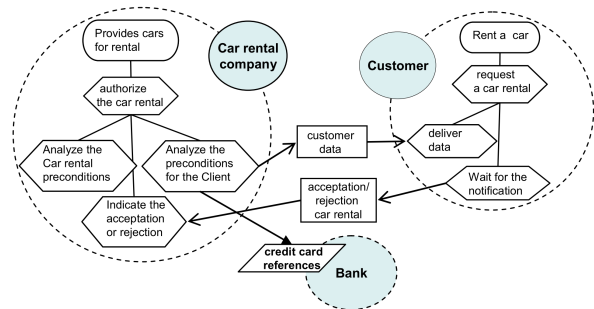 Provides cars
for rental
Car rental
company
authorize
the car rental
Analyze the
Car rental
preconditions
Analyze the
preconditions
for the Client
Indicate the
acceptation
or rejection
customer
data
acceptation/
rejection
car rental
credit card
references
Bank
Customer
Rent a car
request
a car rental
deliver
data
Wait for the
notification